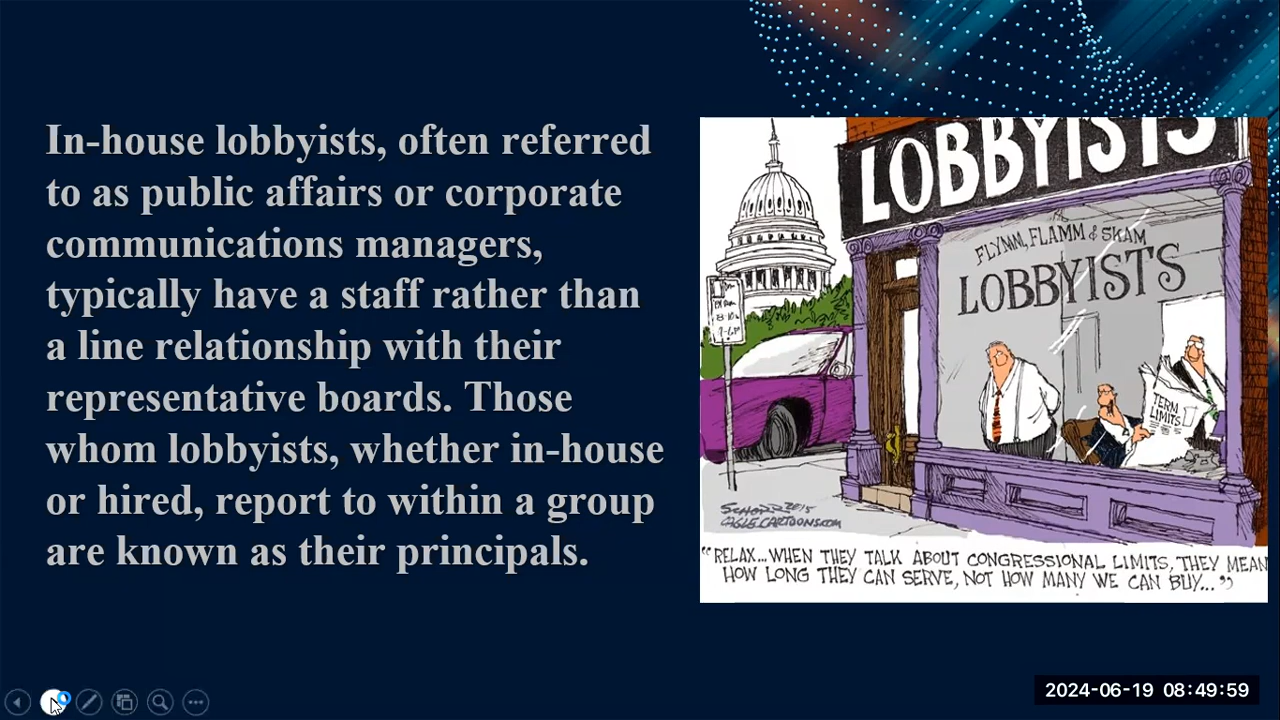 In-house lobbyists, often referred
to as public affairs or corporate
communications managers,
typically have a staff rather than
a line relationship with their
representative boards. Those
whom lobbyists, whether in-house
or hired, report to within a group
are known as their principals.
LOBBYISTS
FLYNN, FLAMM & SKAM
LOBBYISTS
TERM
LIMITS
SCHORR 2015
CAGLECARTOONS.COM
“RELAX...WHEN THEY TALK ABOUT CONGRESSIONAL LIMITS, THEY MEAN
HOW LONG THEY CAN SERVE, NOT HOW MANY WE CAN BUY...”
2024-06-19 08:49:59